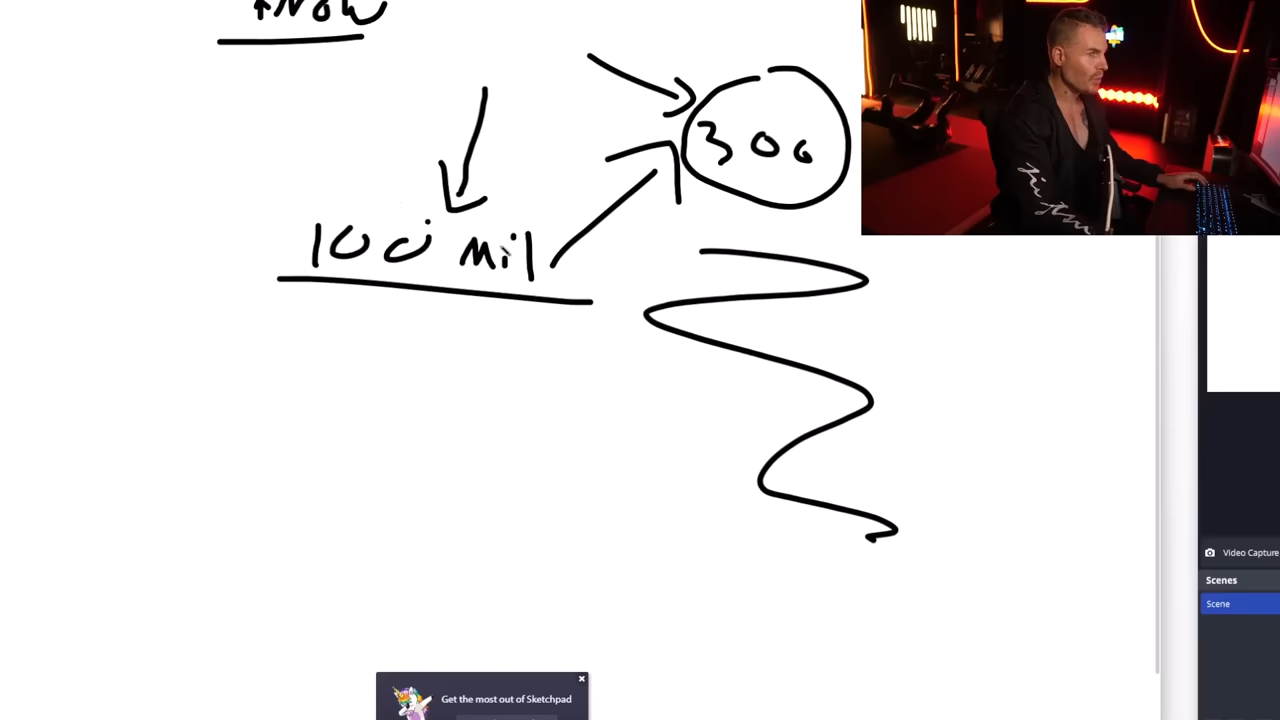 300
100 mil
Video Capture
Scenes
Scene
Get the most out of Sketchpad